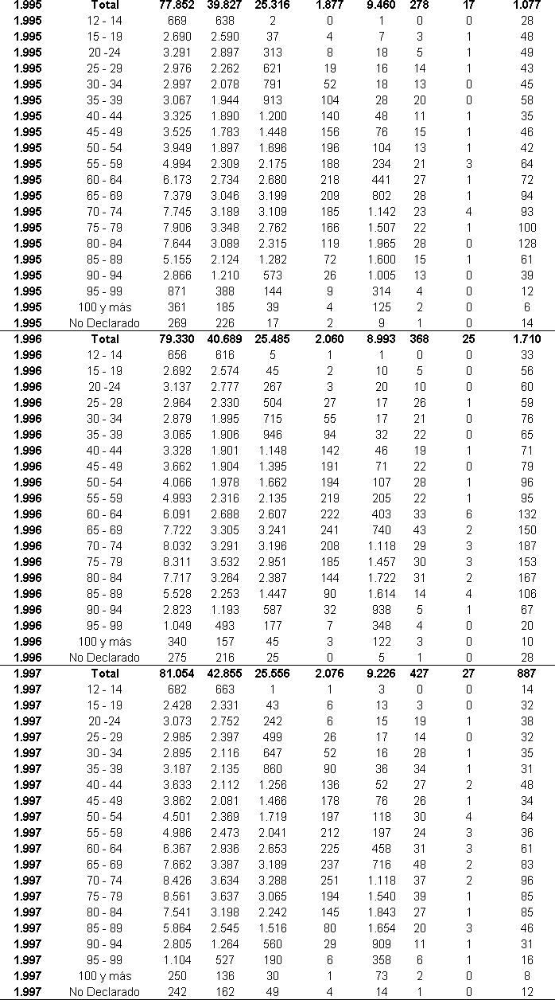 1.995 Total 77.852 39.827 25.316 1.877 9.460 278 17 1.077
1.995 12 - 14 669 638 2 0 1 0 0 28
1.995 15 - 19 2.690 2.590 37 4 7 3 1 48
1.995 20 -24 3.291 2.897 313 8 18 5 1 49
1.995 25 - 29 2.976 2.262 621 19 16 14 1 43
1.995 30 - 34 2.997 2.078 791 52 18 13 0 45
1.995 35 - 39 3.067 1.944 913 104 28 20 0 58
1.995 40 - 44 3.325 1.890 1.200 140 48 11 1 35
1.995 45 - 49 3.525 1.783 1.448 156 76 15 1 46
1.995 50 - 54 3.949 1.897 1.696 196 104 13 1 42
1.995 55 - 59 4.994 2.309 2.175 188 234 21 3 64
1.995 60 - 64 6.173 2.734 2.680 218 441 27 1 72
1.995 65 - 69 7.379 3.046 3.199 209 802 28 1 94
1.995 70 - 74 7.745 3.189 3.109 185 1.142 23 4 93
1.995 75 - 79 7.906 3.348 2.762 166 1.507 22 1 100
1.995 80 - 84 7.644 3.089 2.315 119 1.965 28 0 128
1.995 85 - 89 5.155 2.124 1.282 72 1.600 15 1 61
1.995 90 - 94 2.866 1.210 573 26 1.005 13 0 39
1.995 95 - 99 871 388 144 9 314 4 0 12
1.995 100 y más 361 185 39 4 125 2 0 6
1.995 No Declarado 269 226 17 2 9 1 0 14
1.996 Total 79.330 40.689 25.485 2.060 8.993 368 25 1.710
1.996 12 - 14 656 616 5 1 1 0 0 33
1.996 15 - 19 2.692 2.574 45 2 10 5 0 56
1.996 20 -24 3.137 2.777 267 3 20 10 0 60
1.996 25 - 29 2.964 2.330 504 27 17 26 1 59
1.996 30 - 34 2.879 1.995 715 55 17 21 0 76
1.996 35 - 39 3.065 1.906 946 94 32 22 0 65
1.996 40 - 44 3.328 1.901 1.148 142 46 19 1 71
1.996 45 - 49 3.662 1.904 1.395 191 71 22 0 79
1.996 50 - 54 4.066 1.978 1.662 194 107 28 1 96
1.996 55 - 59 4.993 2.316 2.135 219 205 22 1 95
1.996 60 - 64 6.091 2.688 2.607 222 403 33 6 132
1.996 65 - 69 7.722 3.305 3.241 241 740 43 2 150
1.996 70 - 74 8.032 3.291 3.196 208 1.118 29 3 187
1.996 75 - 79 8.311 3.532 2.951 185 1.457 30 3 153
1.996 80 - 84 7.717 3.264 2.387 144 1.722 31 2 167
1.996 85 - 89 5.528 2.253 1.447 90 1.614 14 4 106
1.996 90 - 94 2.823 1.193 587 32 938 5 1 67
1.996 95 - 99 1.049 493 177 7 348 4 0 20
1.996 100 y más 340 157 45 3 122 3 0 10
1.996 No Declarado 275 216 25 0 5 1 0 28
1.997 Total 81.054 42.855 25.556 2.076 9.226 427 27 887
1.997 12 - 14 682 663 1 1 3 0 0 14
1.997 15 - 19 2.428 2.331 43 6 13 3 0 32
1.997 20 -24 3.073 2.752 242 6 15 19 1 38
1.997 25 - 29 2.985 2.397 499 26 17 14 0 32
1.997 30 - 34 2.895 2.116 647 52 16 28 1 35
1.997 35 - 39 3.187 2.135 860 90 36 34 1 31
1.997 40 - 44 3.633 2.112 1.256 136 52 27 2 48
1.997 45 - 49 3.862 2.081 1.466 178 76 26 1 34
1.997 50 - 54 4.501 2.369 1.719 197 118 30 4 64
1.997 55 - 59 4.986 2.473 2.041 212 197 24 3 36
1.997 60 - 64 6.367 2.936 2.653 225 458 31 3 61
1.997 65 - 69 7.662 3.387 3.189 237 716 48 2 83
1.997 70 - 74 8.426 3.634 3.288 251 1.118 37 2 96
1.997 75 - 79 8.561 3.637 3.065 194 1.540 39 1 85
1.997 80 - 84 7.541 3.198 2.242 145 1.843 27 1 85
1.997 85 - 89 5.864 2.545 1.516 80 1.654 20 3 46
1.997 90 - 94 2.805 1.264 560 29 909 11 1 31
1.997 95 - 99 1.104 527 190 6 358 6 1 16
1.997 100 y más 250 136 30 1 73 2 0 8
1.997 No Declarado 242 162 49 4 14 1 0 12